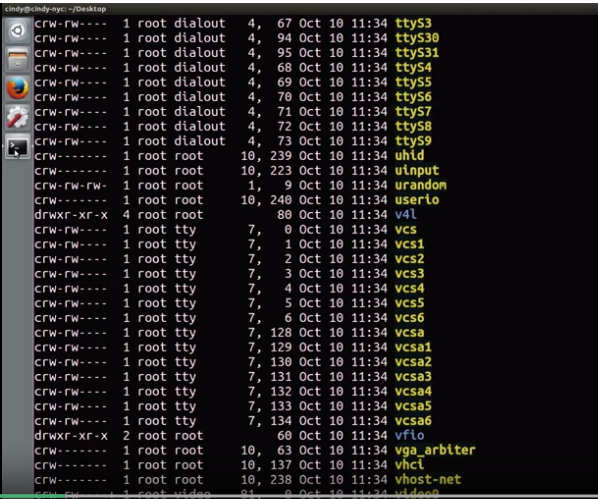 cindy@cindy-nyc: ~/Desktop
crw-rw---- 1 root dialout 4, 67 Oct 10 11:34 ttyS3
crw-rw---- 1 root dialout 4, 94 Oct 10 11:34 ttyS30
crw-rw---- 1 root dialout 4, 95 Oct 10 11:34 ttyS31
crw-rw---- 1 root dialout 4, 68 Oct 10 11:34 ttyS4
crw-rw---- 1 root dialout 4, 69 Oct 10 11:34 ttyS5
crw-rw---- 1 root dialout 4, 70 Oct 10 11:34 ttyS6
crw-rw---- 1 root dialout 4, 71 Oct 10 11:34 ttyS7
crw-rw---- 1 root dialout 4, 72 Oct 10 11:34 ttyS8
crw-rw---- 1 root dialout 4, 73 Oct 10 11:34 ttyS9
crw------- 1 root root 10, 239 Oct 10 11:34 uhid
crw------- 1 root root 10, 223 Oct 10 11:34 uinput
crw-rw-rw- 1 root root 1, 9 Oct 10 11:34 urandom
crw------- 1 root root 10, 240 Oct 10 11:34 userio
drwxr-xr-x 4 root root 80 Oct 10 11:34 v4l
crw-rw---- 1 root tty 7, 0 Oct 10 11:34 vcs
crw-rw---- 1 root tty 7, 1 Oct 10 11:34 vcs1
crw-rw---- 1 root tty 7, 2 Oct 10 11:34 vcs2
crw-rw---- 1 root tty 7, 3 Oct 10 11:34 vcs3
crw-rw---- 1 root tty 7, 4 Oct 10 11:34 vcs4
crw-rw---- 1 root tty 7, 5 Oct 10 11:34 vcs5
crw-rw---- 1 root tty 7, 6 Oct 10 11:34 vcs6
crw-rw---- 1 root tty 7, 128 Oct 10 11:34 vcsa
crw-rw---- 1 root tty 7, 129 Oct 10 11:34 vcsa1
crw-rw---- 1 root tty 7, 130 Oct 10 11:34 vcsa2
crw-rw---- 1 root tty 7, 131 Oct 10 11:34 vcsa3
crw-rw---- 1 root tty 7, 132 Oct 10 11:34 vcsa4
crw-rw---- 1 root tty 7, 133 Oct 10 11:34 vcsa5
crw-rw---- 1 root tty 7, 134 Oct 10 11:34 vcsa6
drwxr-xr-x 2 root root 60 Oct 10 11:34 vfio
crw------- 1 root root 10, 63 Oct 10 11:34 vga_arbiter
crw------- 1 root root 10, 137 Oct 10 11:34 vhci
crw------- 1 root root 10, 238 Oct 10 11:34 vhost-net
1 root video 81, 0 Oct 10 11:34 video0